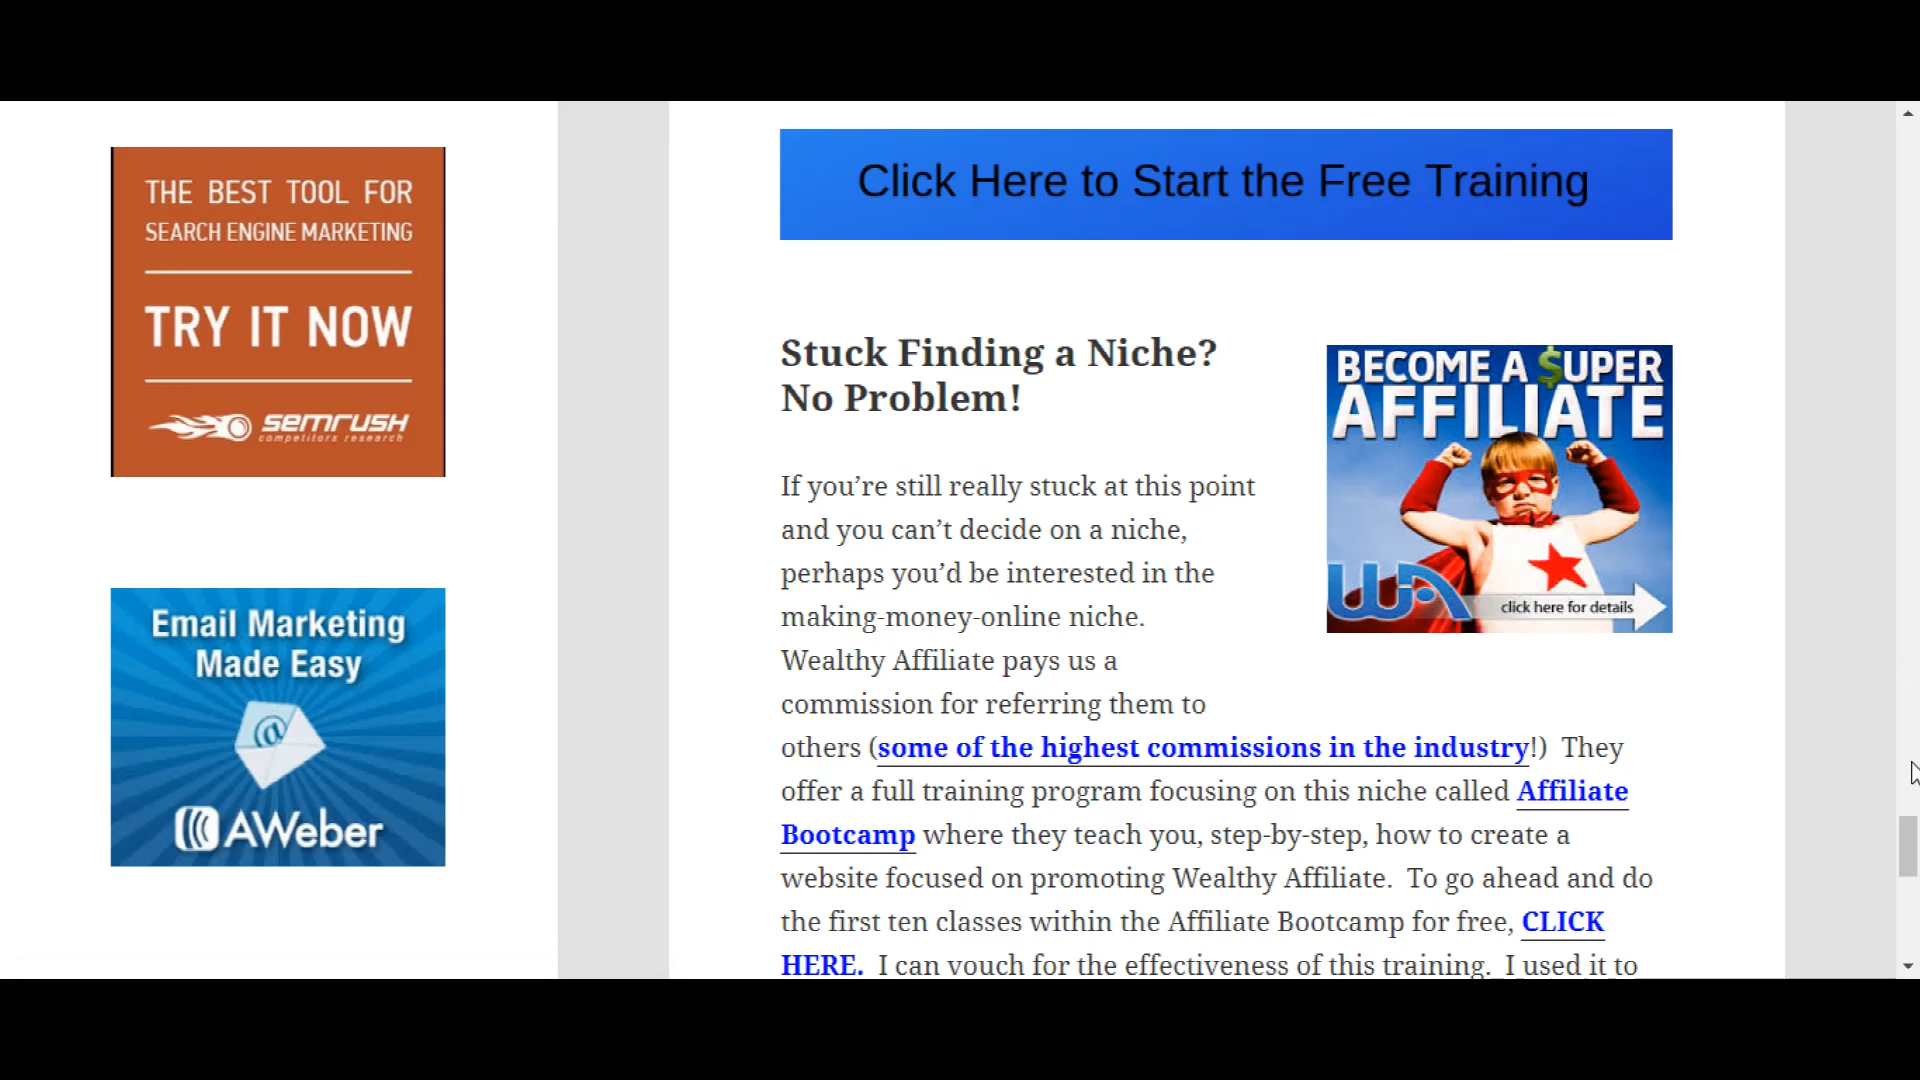 THE BEST TOOL FOR
SEARCH ENGINE MARKETING
TRY IT NOW
semrush
competitors research
Email Marketing
Made Easy
@
AWeber
Click Here to Start the Free Training
Stuck Finding a Niche?
No Problem!
BECOME A $UPER
AFFILIATE
WA
click here for details
If you’re still really stuck at this point
and you can’t decide on a niche,
perhaps you’d be interested in the
making-money-online niche.
Wealthy Affiliate pays us a
commission for referring them to
others (some of the highest commissions in the industry!)  They
offer a full training program focusing on this niche called Affiliate
Bootcamp where they teach you, step-by-step, how to create a
website focused on promoting Wealthy Affiliate.  To go ahead and do
the first ten classes within the Affiliate Bootcamp for free, CLICK
HERE.  I can vouch for the effectiveness of this training.  I used it to